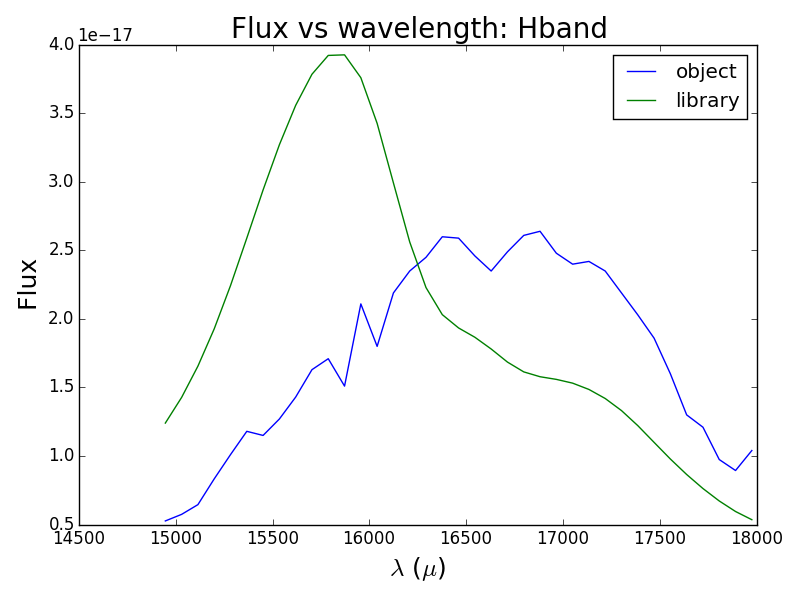 Flux vs wavelength: Hband
1e−17
4.0
3.5
3.0
2.5
2.0
1.5
1.0
0.5
Flux
object
library
14500 15000 15500 16000 16500 17000 17500 18000
λ (μ)